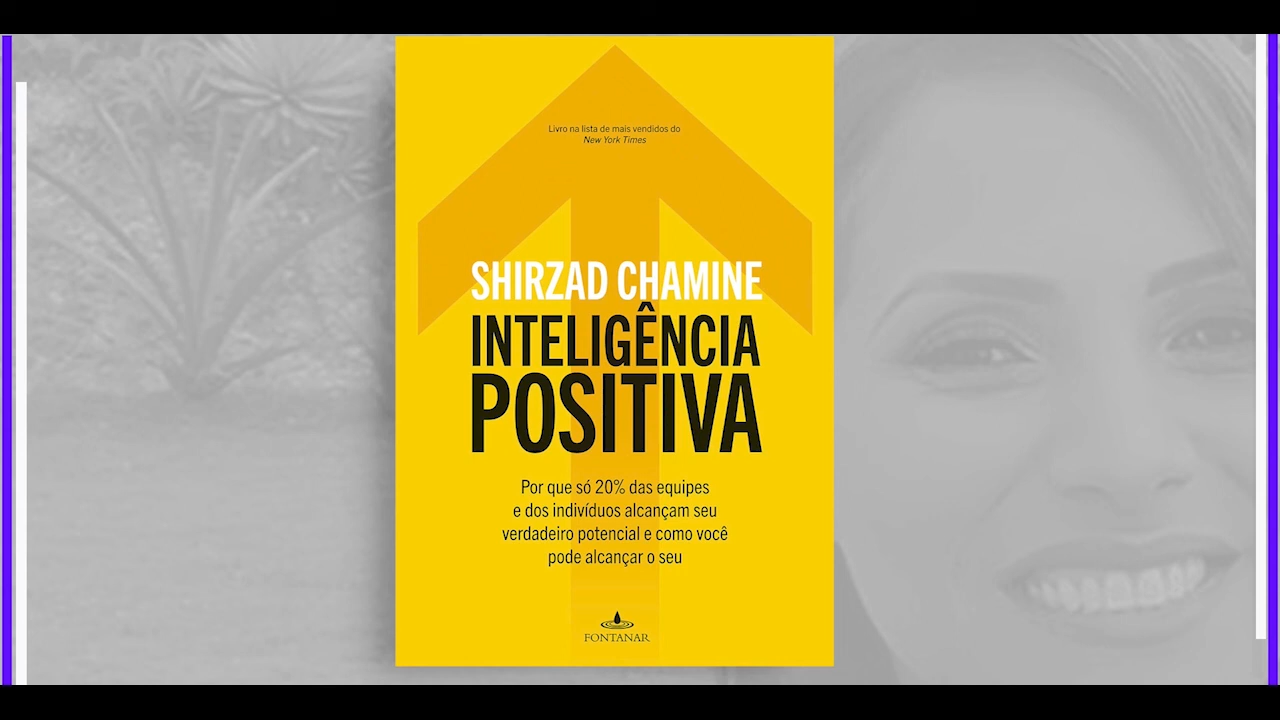 Livro na lista de mais vendidos do
New York Times
SHIRZAD CHAMINE
INTELIGÊNCIA
POSITIVA
Por que só 20% das equipes
e dos indivíduos alcançam seu
verdadeiro potencial e como você
pode alcançar o seu
FONTANAR